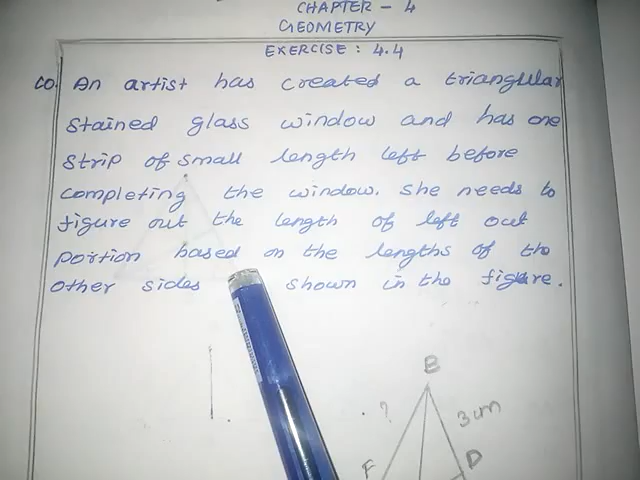 CHAPTER - 4
GEOMETRY
EXERCISE : 4.4
10. An artist has created a triangular
stained glass window and has one
strip of small length left before
completing the window. She needs to
figure out the length of left out
portion based on the lengths of the
other sides shown in the figure.
B
? 3cm
F D